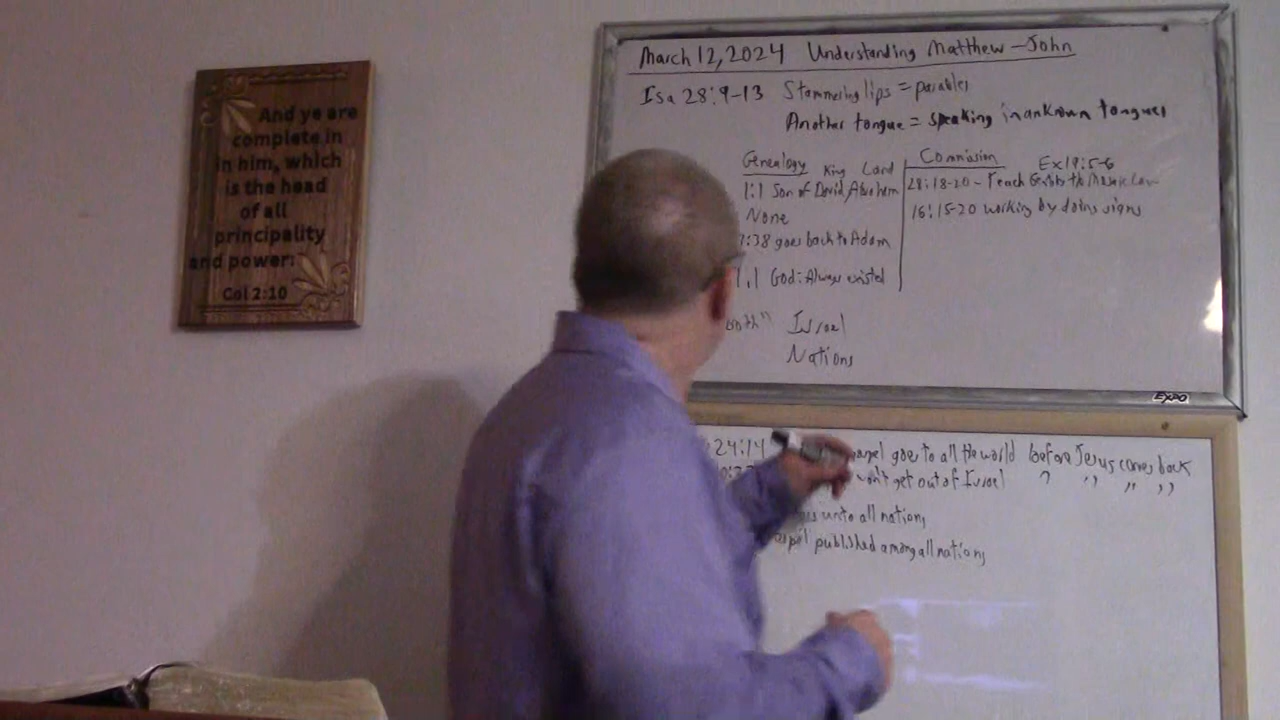 And ye are
complete in
in him, which
is the head
of all
principality
and power:
Col 2:10
March 12, 2024 Understanding Matthew-John
Isa 28:9-13 Stammering lips = parables
Another tongue = speaking in unknown tongues
Genealogy King Land
1:1 Son of David, Abraham
None
:38 goes back to Adam
1,1 God: Always existed
Commission Ex 19:5-6
28:18-20 - Teach Gentiles the Mosaic Law
16:15-20 working by doing signs
Israel
Nations
EXPO
24:14 goes to all the world before Jesus comes back
won't get out of Israel ? " " "
unto all nations
published among all nations